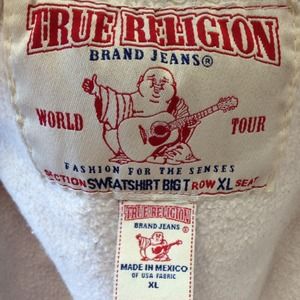 TRUE RELIGION
BRAND JEANS®
WORLD TOUR
FASHION FOR THE SENSES
SECTION SWEATSHIRT BIG T ROW XL SEAT
TRUE RELIGION
BRAND JEANS
MADE IN MEXICO
OF USA FABRIC
XL